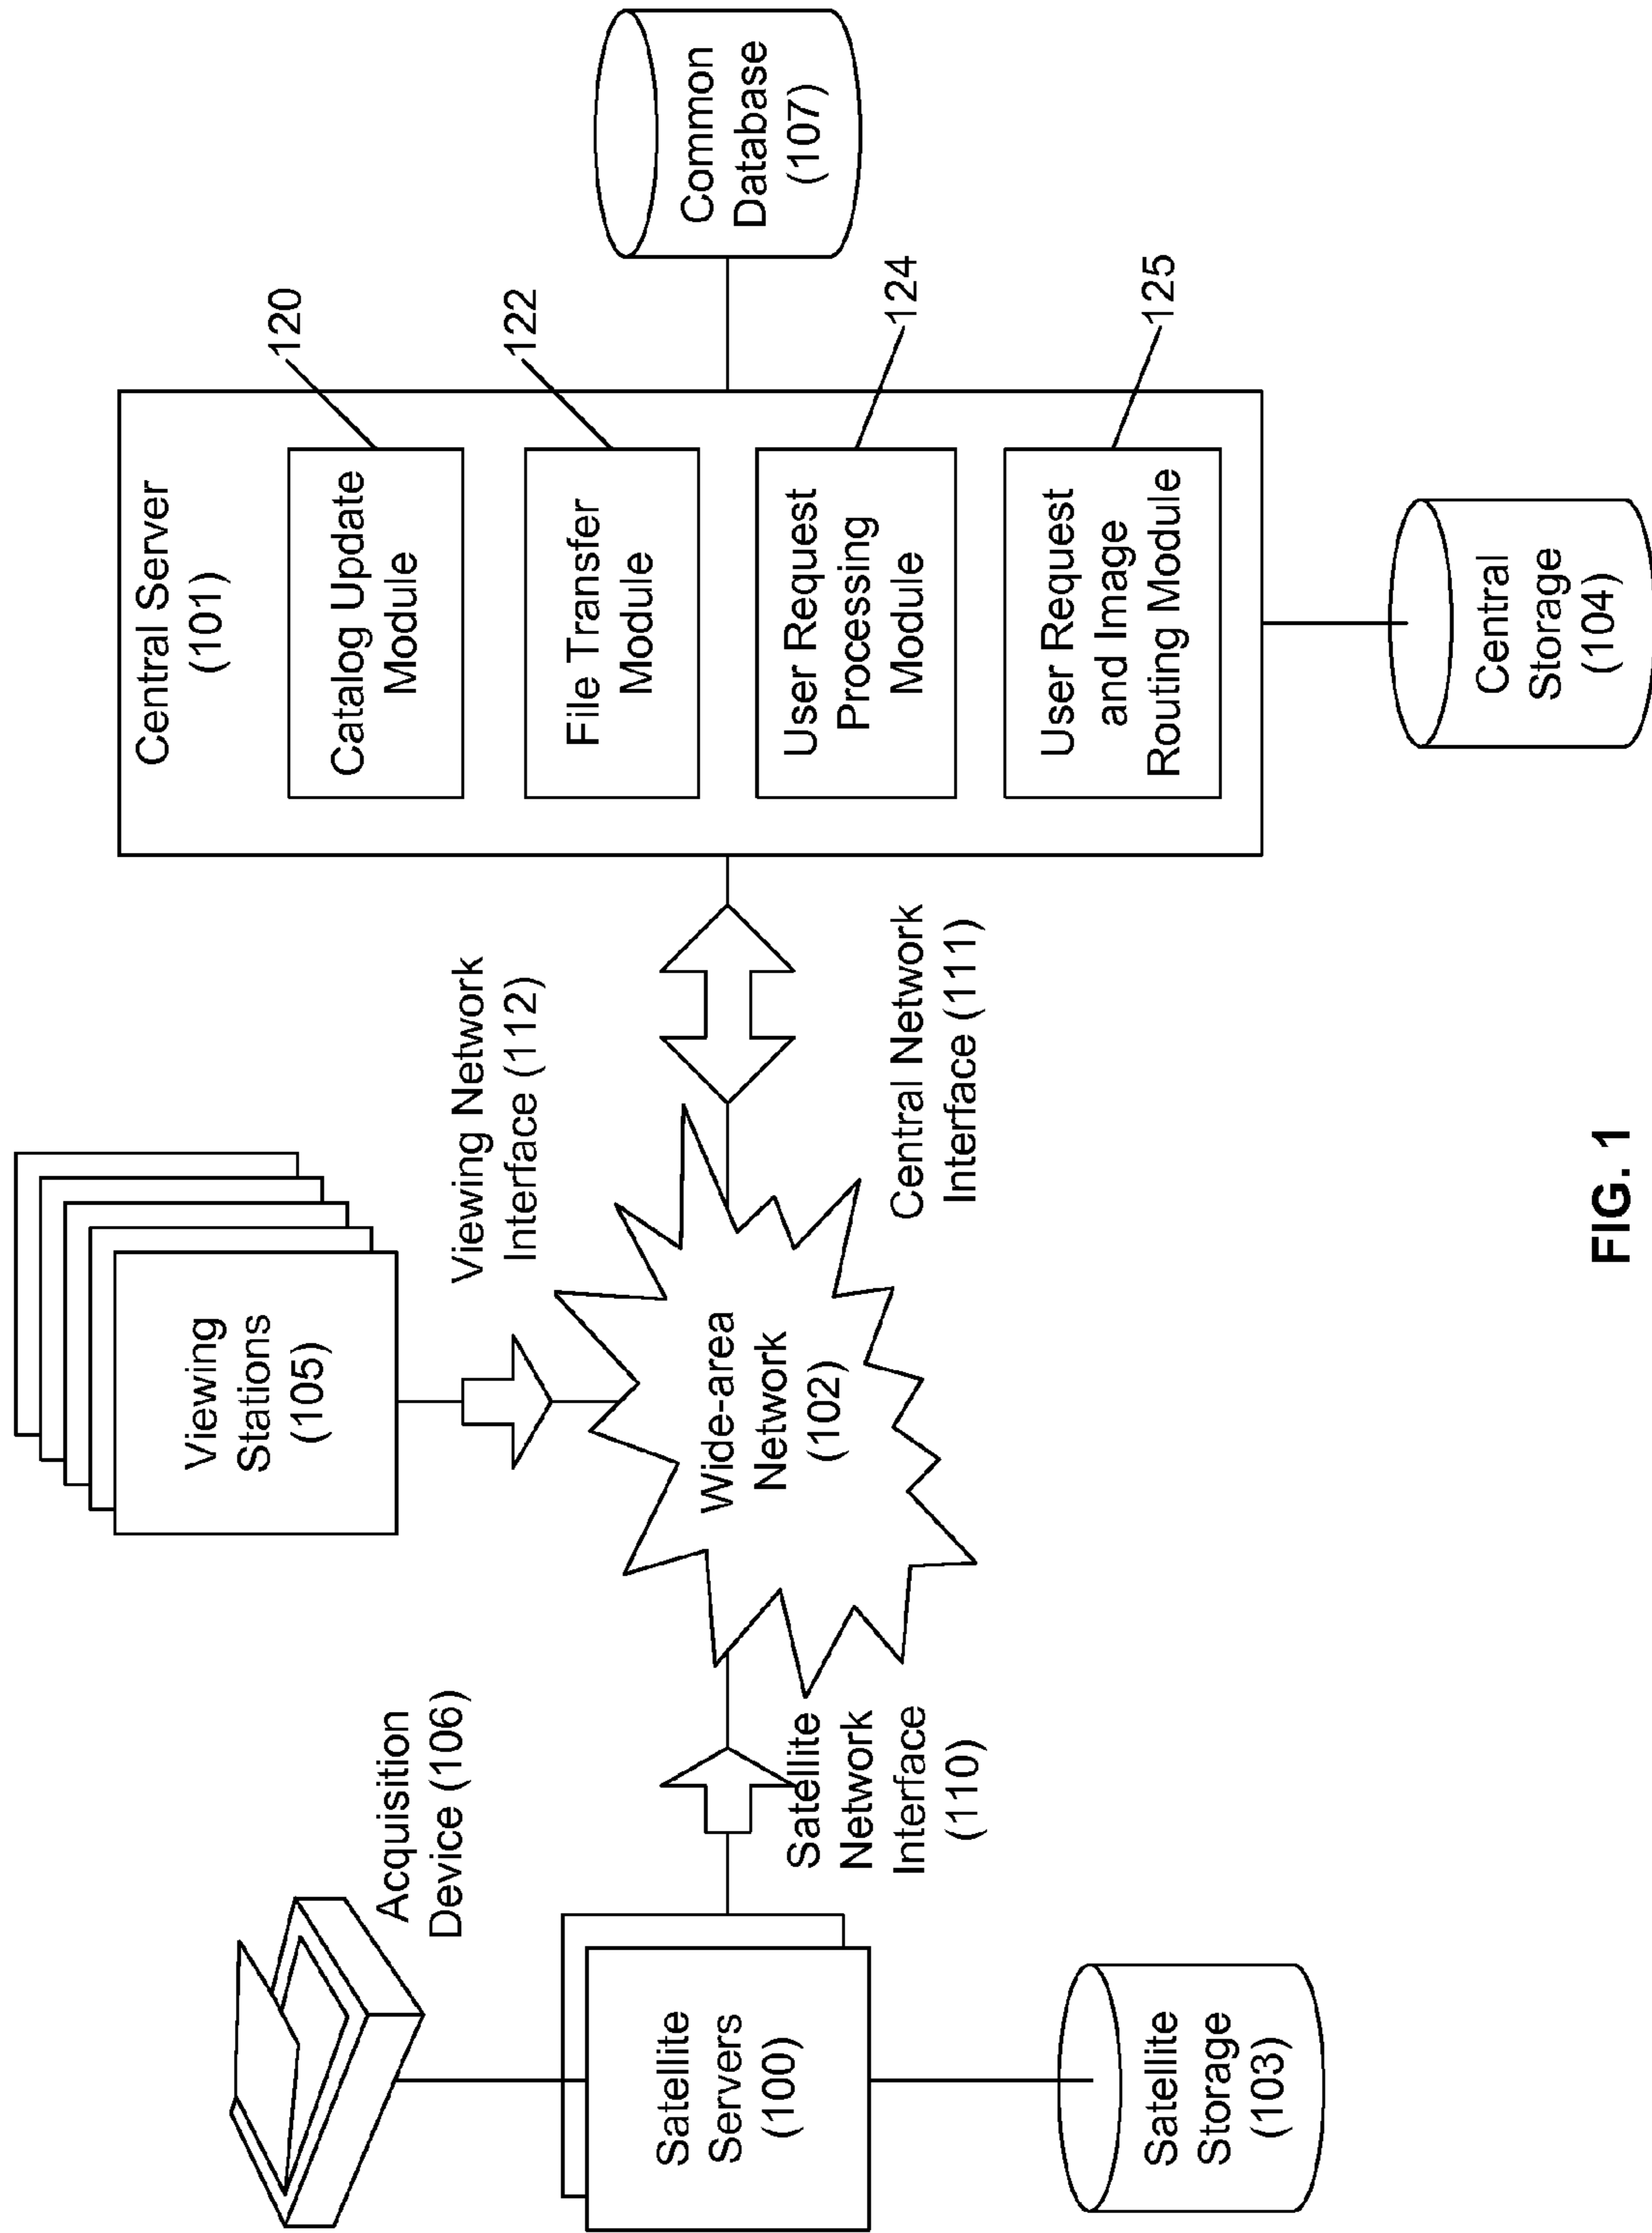 Viewing
Stations
(105)
Viewing Network
Interface (112)
Central Server
(101)
Catalog Update
Module
120
File Transfer
Module
122
User Request
Processing
Module
124
User Request
and Image
Routing Module
125
Common
Database
(107)
Central
Storage
(104)
Central Network
Interface (111)
Wide-area
Network
(102)
Acquisition
Device (106)
Satellite
Network
Interface
(110)
Satellite
Servers
(100)
Satellite
Storage
(103)
FIG. 1